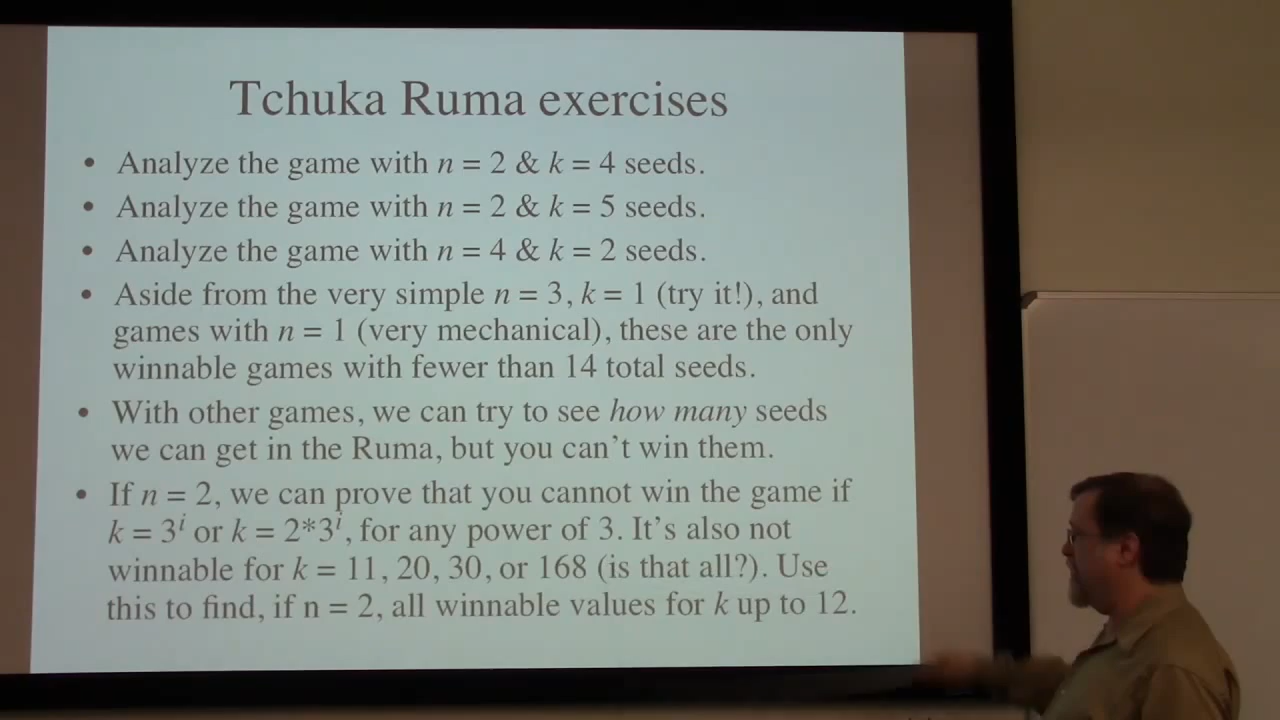 Tchuka Ruma exercises
• Analyze the game with n = 2 & k = 4 seeds.
• Analyze the game with n = 2 & k = 5 seeds.
• Analyze the game with n = 4 & k = 2 seeds.
• Aside from the very simple n = 3, k = 1 (try it!), and
games with n = 1 (very mechanical), these are the only
winnable games with fewer than 14 total seeds.
• With other games, we can try to see how many seeds
we can get in the Ruma, but you can’t win them.
• If n = 2, we can prove that you cannot win the game if
k = 3ⁱ or k = 2*3ⁱ, for any power of 3. It’s also not
winnable for k = 11, 20, 30, or 168 (is that all?). Use
this to find, if n = 2, all winnable values for k up to 12.